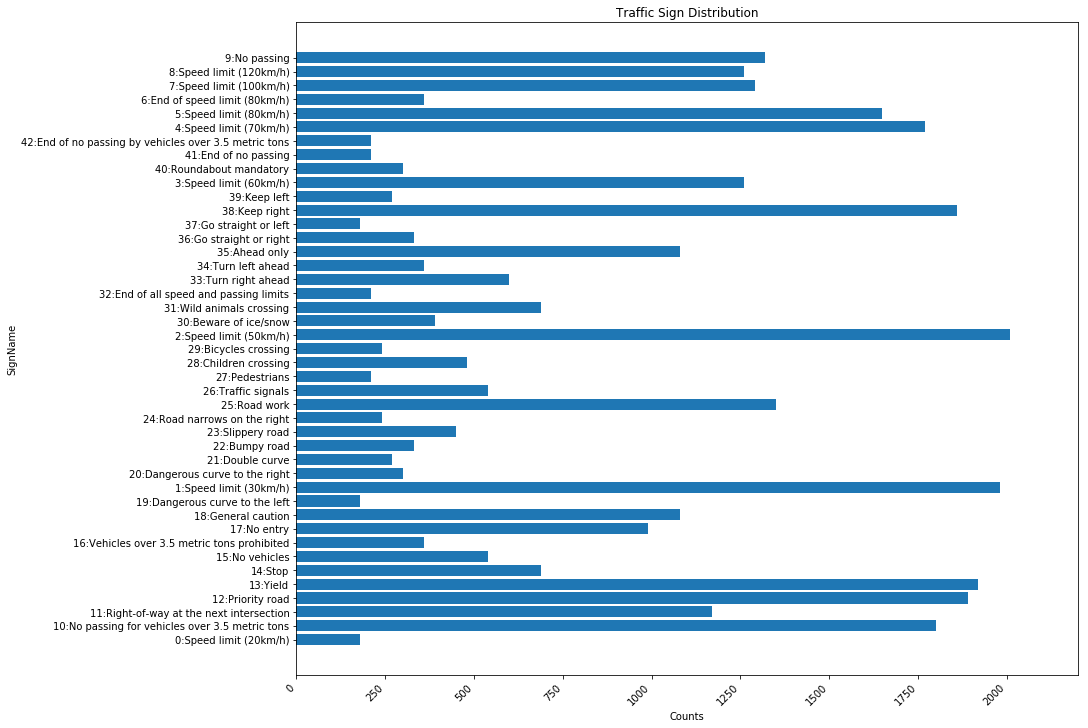 Traffic Sign Distribution
9:No passing
8:Speed limit (120km/h)
7:Speed limit (100km/h)
6:End of speed limit (80km/h)
5:Speed limit (80km/h)
4:Speed limit (70km/h)
42:End of no passing by vehicles over 3.5 metric tons
41:End of no passing
40:Roundabout mandatory
3:Speed limit (60km/h)
39:Keep left
38:Keep right
37:Go straight or left
36:Go straight or right
35:Ahead only
34:Turn left ahead
33:Turn right ahead
32:End of all speed and passing limits
31:Wild animals crossing
30:Beware of ice/snow
2:Speed limit (50km/h)
29:Bicycles crossing
28:Children crossing
27:Pedestrians
26:Traffic signals
25:Road work
24:Road narrows on the right
23:Slippery road
22:Bumpy road
21:Double curve
20:Dangerous curve to the right
1:Speed limit (30km/h)
19:Dangerous curve to the left
18:General caution
17:No entry
16:Vehicles over 3.5 metric tons prohibited
15:No vehicles
14:Stop
13:Yield
12:Priority road
11:Right-of-way at the next intersection
10:No passing for vehicles over 3.5 metric tons
0:Speed limit (20km/h)
SignName
0
250
500
750
1000
1250
1500
1750
2000
Counts